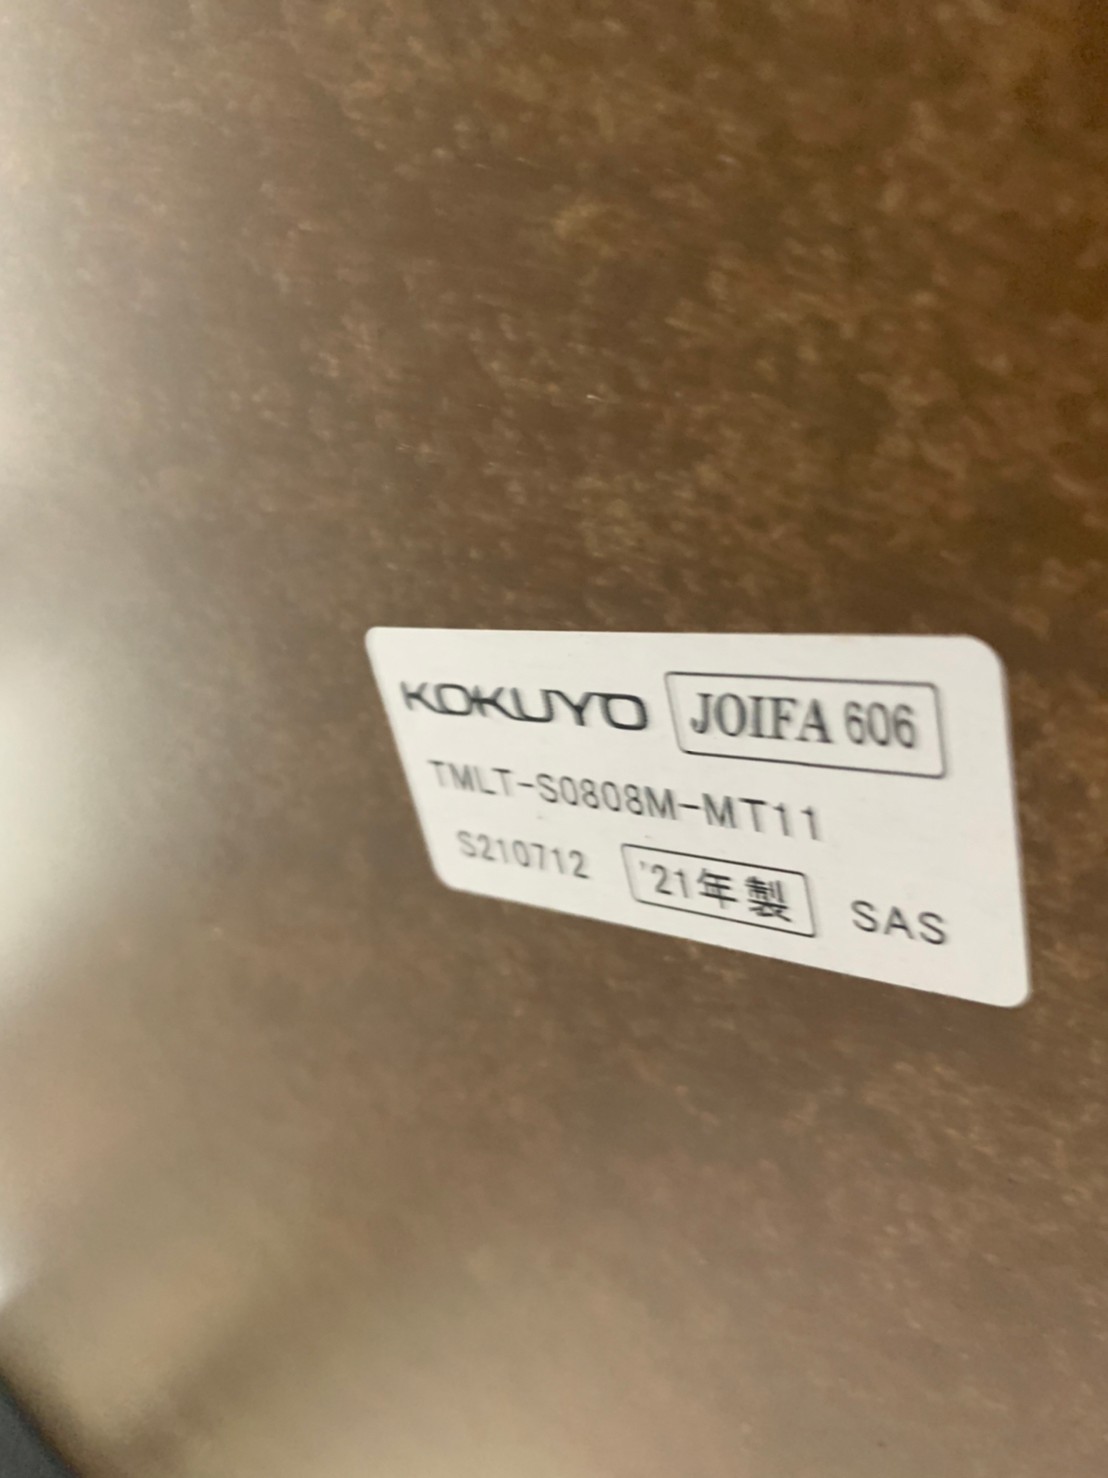 KOKUYO JOIFA 606
TMLT-S0808M-MT11
S210712 '21年製 SAS